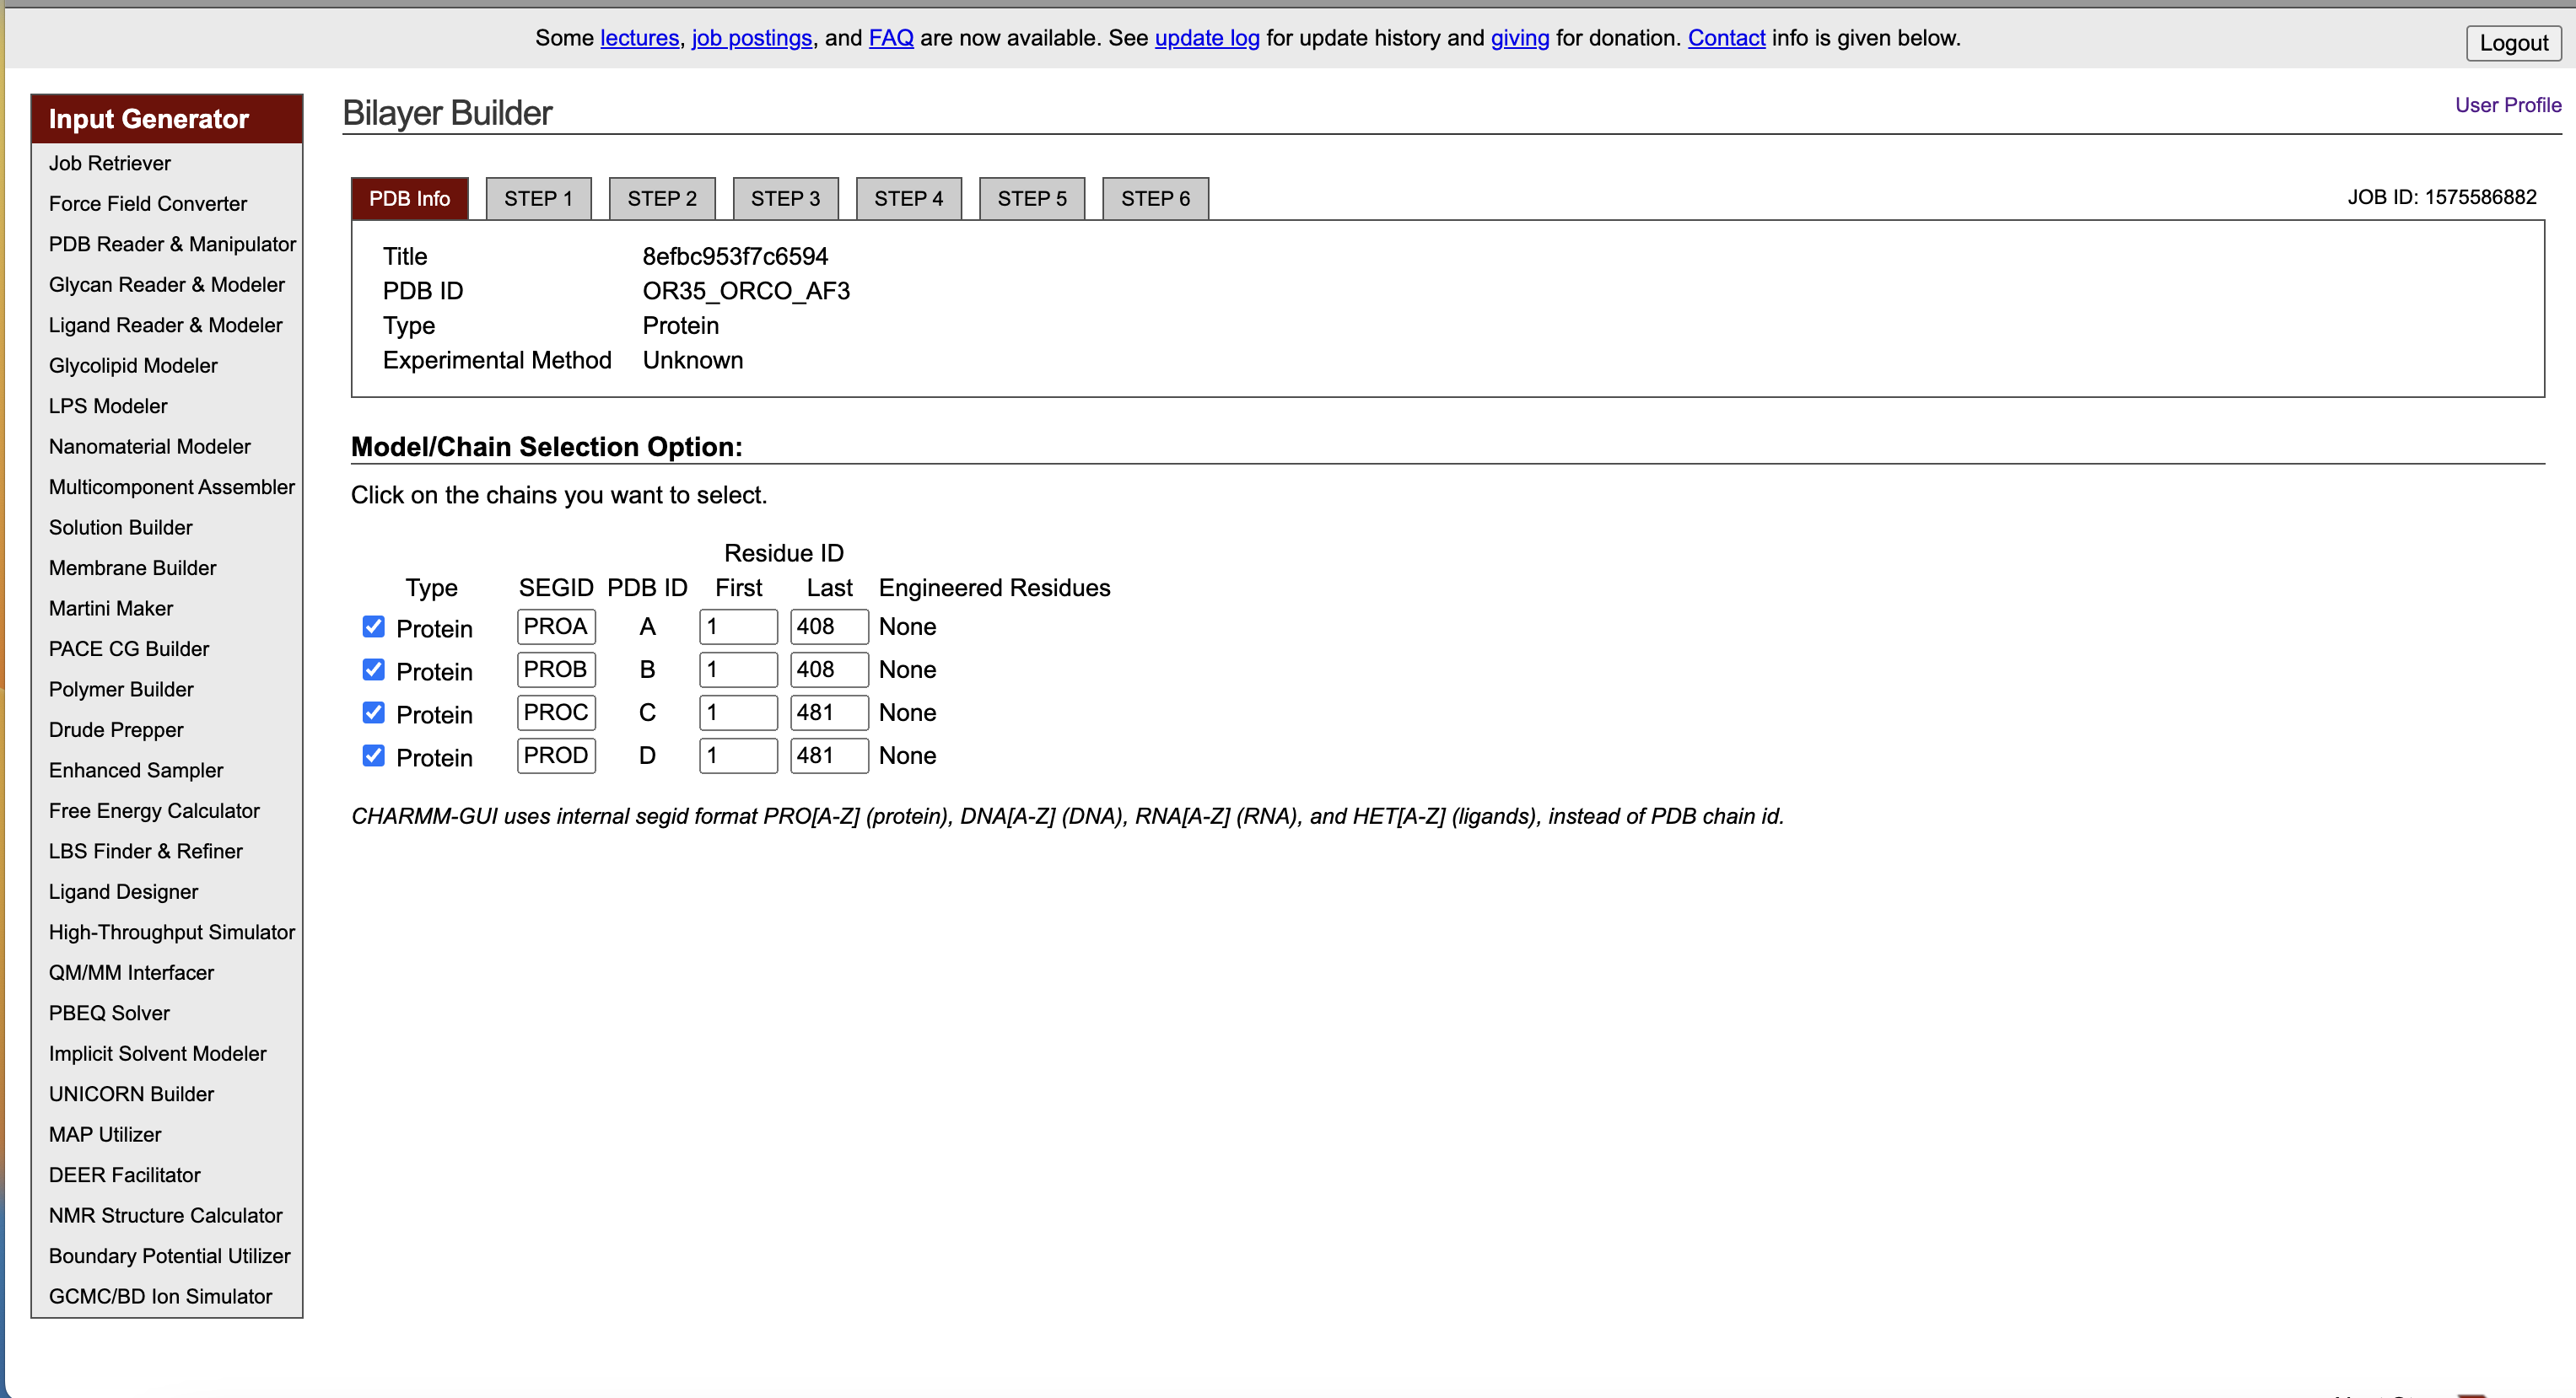 Some lectures, job postings, and FAQ are now available. See update log for update history and giving for donation. Contact info is given below.
Logout
Input Generator
Job Retriever
Force Field Converter
PDB Reader & Manipulator
Glycan Reader & Modeler
Ligand Reader & Modeler
Glycolipid Modeler
LPS Modeler
Nanomaterial Modeler
Multicomponent Assembler
Solution Builder
Membrane Builder
Martini Maker
PACE CG Builder
Polymer Builder
Drude Prepper
Enhanced Sampler
Free Energy Calculator
LBS Finder & Refiner
Ligand Designer
High-Throughput Simulator
QM/MM Interfacer
PBEQ Solver
Implicit Solvent Modeler
UNICORN Builder
MAP Utilizer
DEER Facilitator
NMR Structure Calculator
Boundary Potential Utilizer
GCMC/BD Ion Simulator
Bilayer Builder
User Profile
PDB Info STEP 1 STEP 2 STEP 3 STEP 4 STEP 5 STEP 6
JOB ID: 1575586882
Title 8efbc953f7c6594
PDB ID OR35_ORCO_AF3
Type Protein
Experimental Method Unknown
Model/Chain Selection Option:
Click on the chains you want to select.
Residue ID
Type SEGID PDB ID First Last Engineered Residues
Protein PROA A 1 408 None
Protein PROB B 1 408 None
Protein PROC C 1 481 None
Protein PROD D 1 481 None
CHARMM-GUI uses internal segid format PRO[A-Z] (protein), DNA[A-Z] (DNA), RNA[A-Z] (RNA), and HET[A-Z] (ligands), instead of PDB chain id.